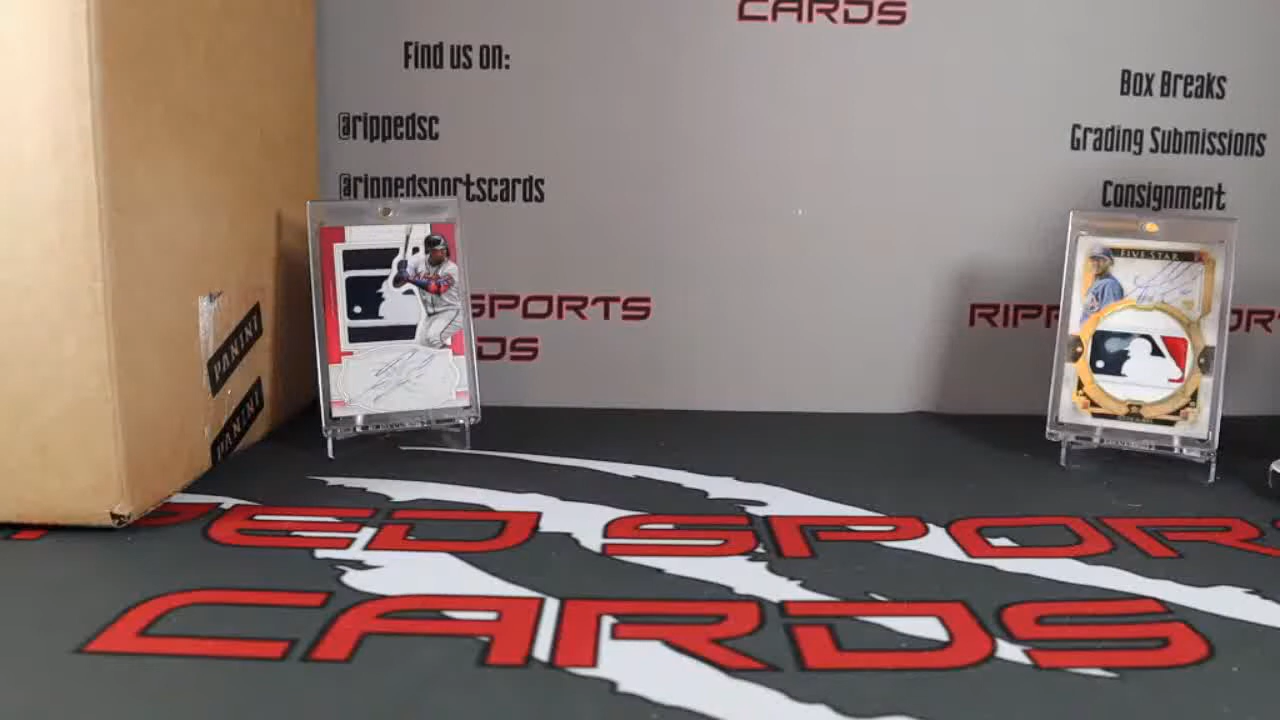 CARDS
Find us on:
@rippedsc
@rippedsportscards
Box Breaks
Grading Submissions
Consignment
SPORTS
DS
RIPP
ORT
FIVE STAR
PANINI
PANINI
PED SPOR
CARDS